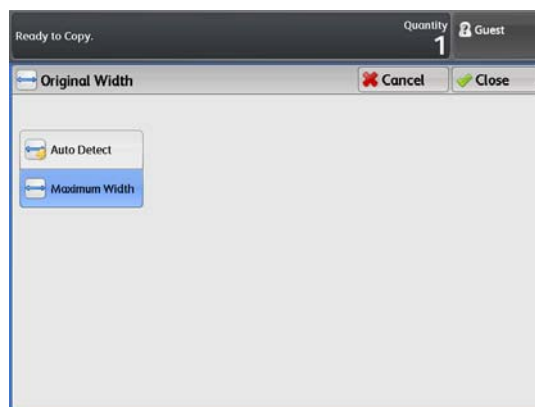 Ready to Copy.
Quantity
1
Guest
Original Width
Cancel
Close
Auto Detect
Maximum Width